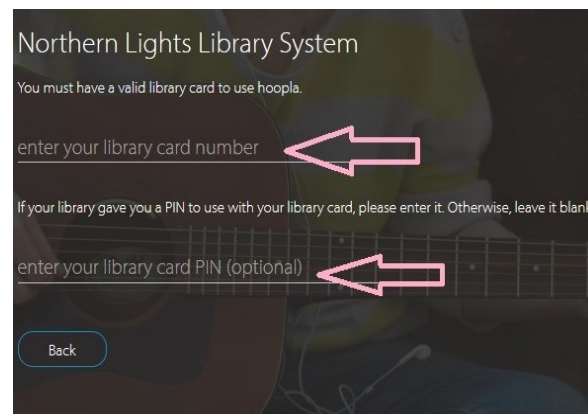 Northern Lights Library System
You must have a valid library card to use hoopla.
enter your library card number
If your library gave you a PIN to use with your library card, please enter it. Otherwise, leave it blank
enter your library card PIN (optional)
Back